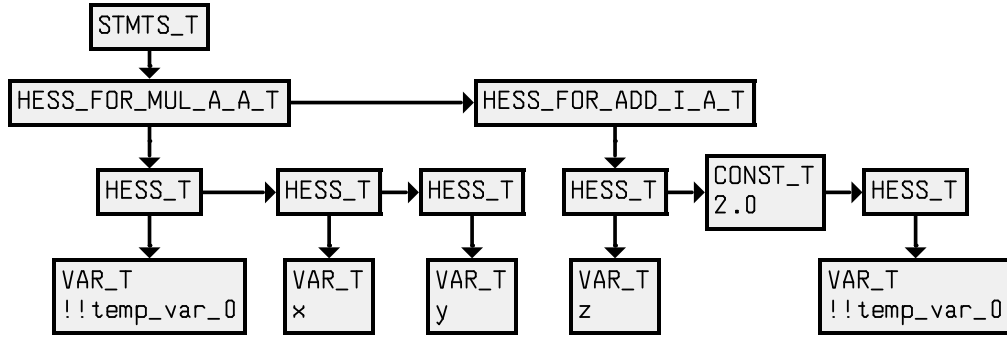 STMTS_T
HESS_FOR_MUL_A_A_T
HESS_FOR_ADD_I_A_T
HESS_T
HESS_T
HESS_T
HESS_T
CONST_T
2.0
HESS_T
VAR_T
!!temp_var_0
VAR_T
x
VAR_T
y
VAR_T
z
VAR_T
!!temp_var_0